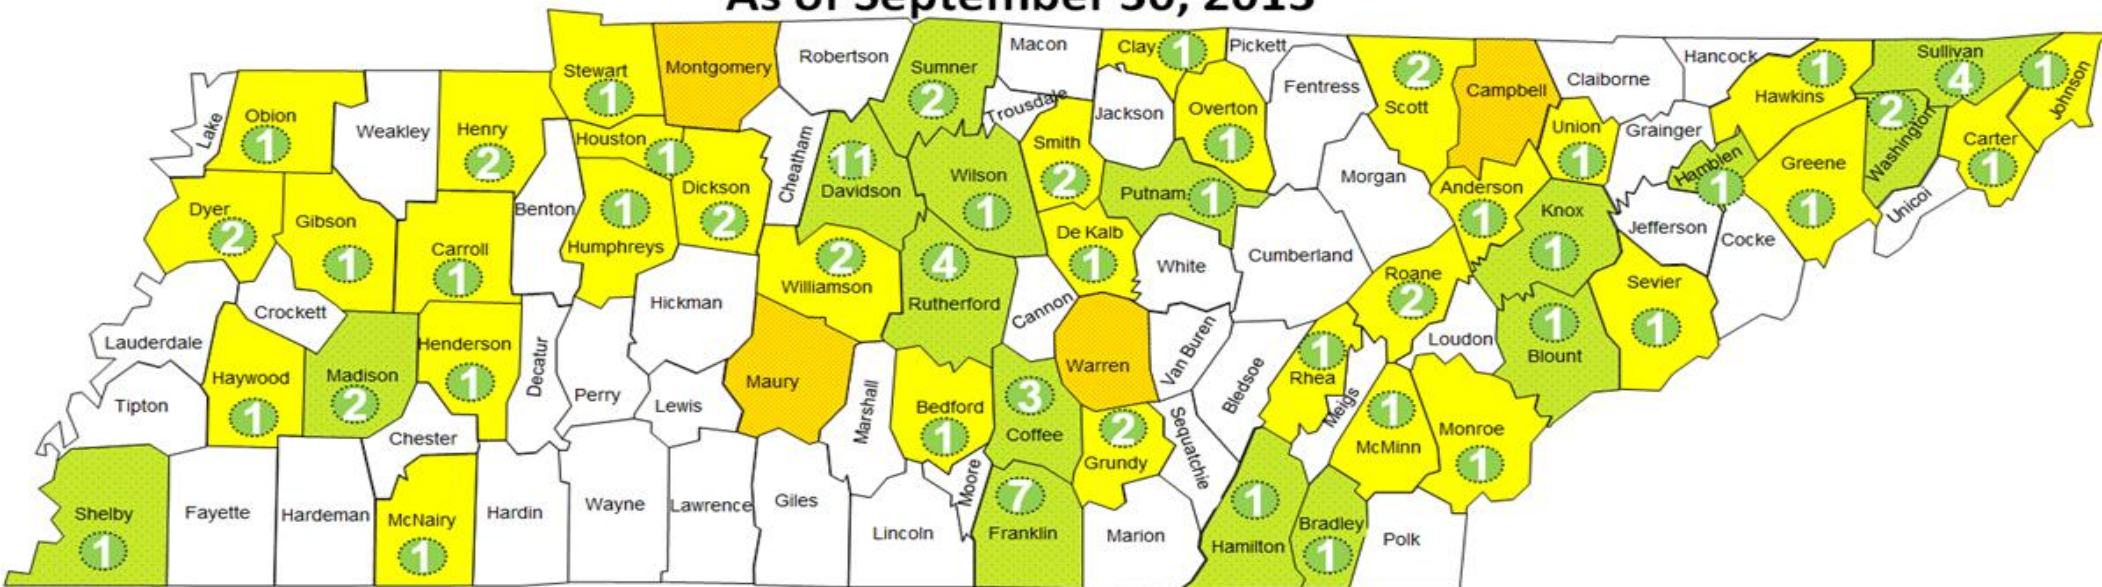 As of September 30, 2015
Lake
Obion
1
Weakley
Henry
2
Stewart
1
Montgomery
Robertson
Sumner
2
Macon
Trousdale
Clay
1
Pickett
Jackson
Overton
1
Fentress
Scott
2
Campbell
Claiborne
Hancock
Hawkins
1
Sullivan
4
Johnson
1
Houston
1
Cheatham
Davidson
11
Wilson
1
Smith
2
Putnam
1
Morgan
Anderson
1
Union
1
Grainger
Hamblen
1
Greene
1
Washington
2
Carter
1
Unicoi
Dyer
2
Gibson
1
Carroll
1
Benton
Humphreys
1
Dickson
2
Williamson
2
Rutherford
4
De Kalb
1
White
Cumberland
Roane
2
Knox
1
Jefferson
Cocke
Sevier
1
Lauderdale
Crockett
Haywood
1
Madison
2
Henderson
1
Decatur
Perry
Hickman
Lewis
Maury
Marshall
Bedford
1
Cannon
Coffee
3
Warren
Van Buren
Bledsoe
Rhea
1
Meigs
Loudon
Blount
1
Tipton
Chester
Grundy
2
Sequatchie
McMinn
1
Monroe
1
Shelby
1
Fayette
Hardeman
McNairy
1
Hardin
Wayne
Lawrence
Giles
Lincoln
Moore
Franklin
7
Marion
Hamilton
1
Bradley
1
Polk